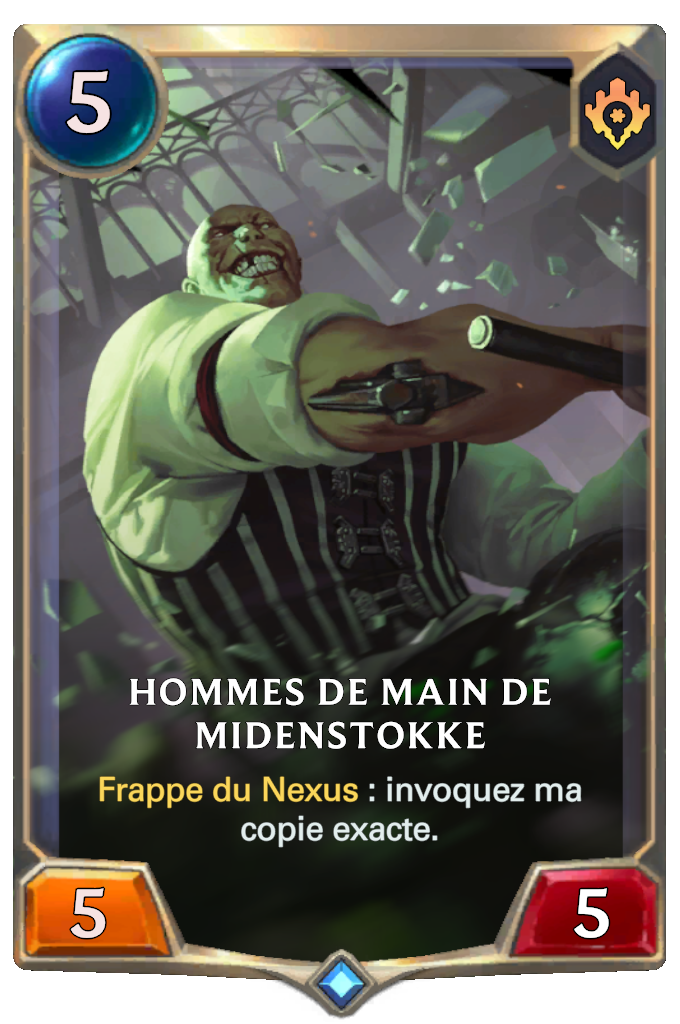 5
HOMMES DE MAIN DE
MIDENSTOKKE
Frappe du Nexus : invoquez ma
copie exacte.
5
5